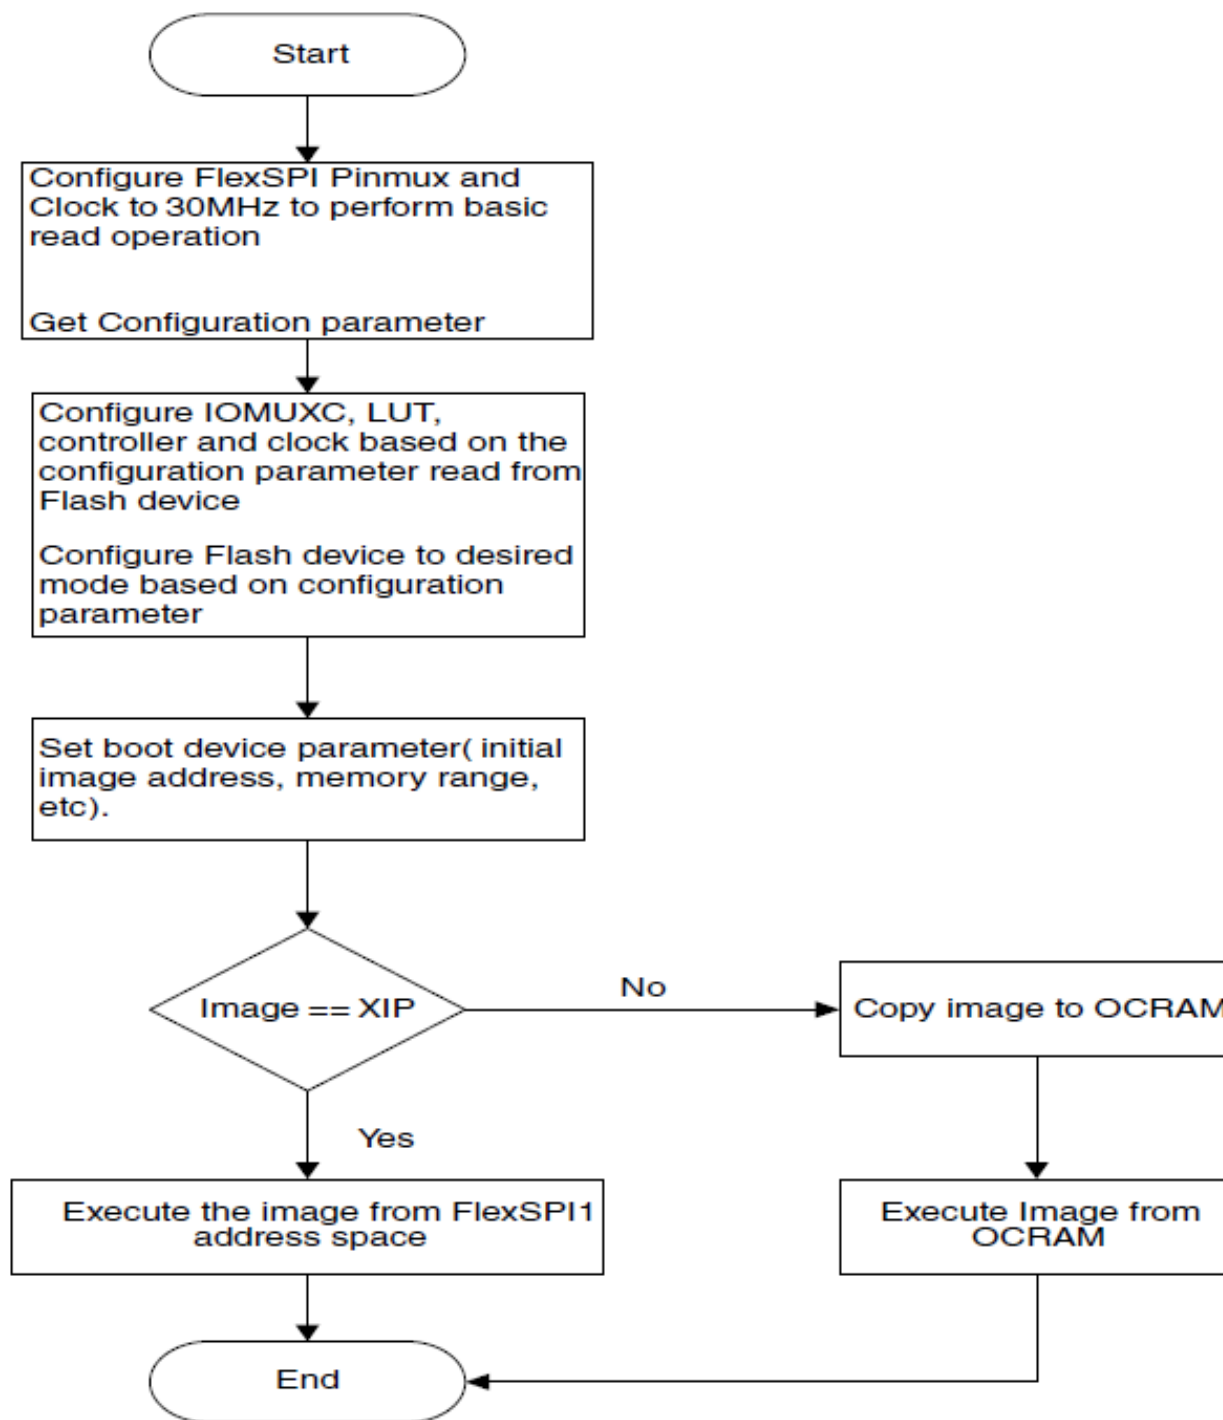 Start
Configure FlexSPI Pinmux and
Clock to 30MHz to perform basic
read operation
Get Configuration parameter
Configure IOMUXC, LUT,
controller and clock based on the
configuration parameter read from
Flash device
Configure Flash device to desired
mode based on configuration
parameter
Set boot device parameter( initial
image address, memory range,
etc).
Image == XIP
No
Copy image to OCRAM
Yes
Execute the image from FlexSPI1
address space
Execute Image from
OCRAM
End